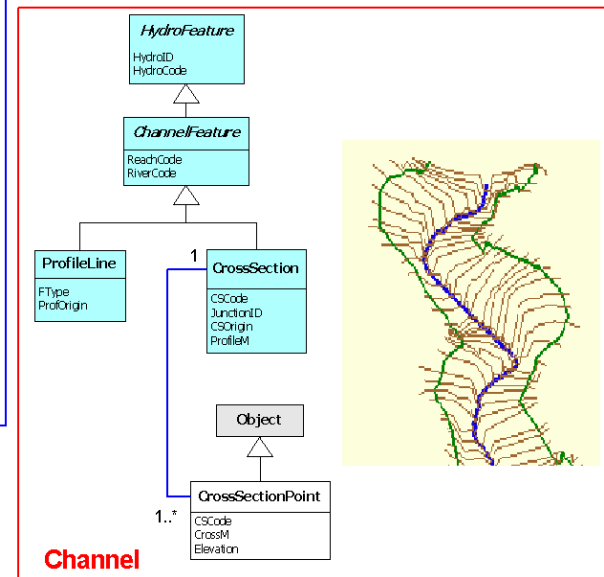 HydroFeature
HydroID
HydroCode
ChannelFeature
ReachCode
RiverCode
ProfileLine
FType
ProfOrigin
1
CrossSection
CSCode
JunctionID
CSOrigin
ProfileM
Object
CrossSectionPoint
CSCode
CrossM
Elevation
1..*
Channel